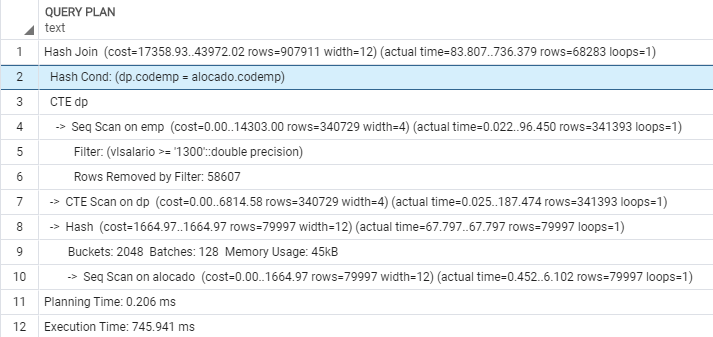 QUERY PLAN
text
1 Hash Join (cost=17358.93..43972.02 rows=907911 width=12) (actual time=83.807..736.379 rows=68283 loops=1)
2 Hash Cond: (dp.codemp = alocado.codemp)
3 CTE dp
4 -> Seq Scan on emp (cost=0.00..14303.00 rows=340729 width=4) (actual time=0.022..96.450 rows=341393 loops=1)
5 Filter: (vlsalario >= '1300'::double precision)
6 Rows Removed by Filter: 58607
7 -> CTE Scan on dp (cost=0.00..6814.58 rows=340729 width=4) (actual time=0.025..187.474 rows=341393 loops=1)
8 -> Hash (cost=1664.97..1664.97 rows=79997 width=12) (actual time=67.797..67.797 rows=79997 loops=1)
9 Buckets: 2048 Batches: 128 Memory Usage: 45kB
10 -> Seq Scan on alocado (cost=0.00..1664.97 rows=79997 width=12) (actual time=0.452..6.102 rows=79997 loops=1)
11 Planning Time: 0.206 ms
12 Execution Time: 745.941 ms